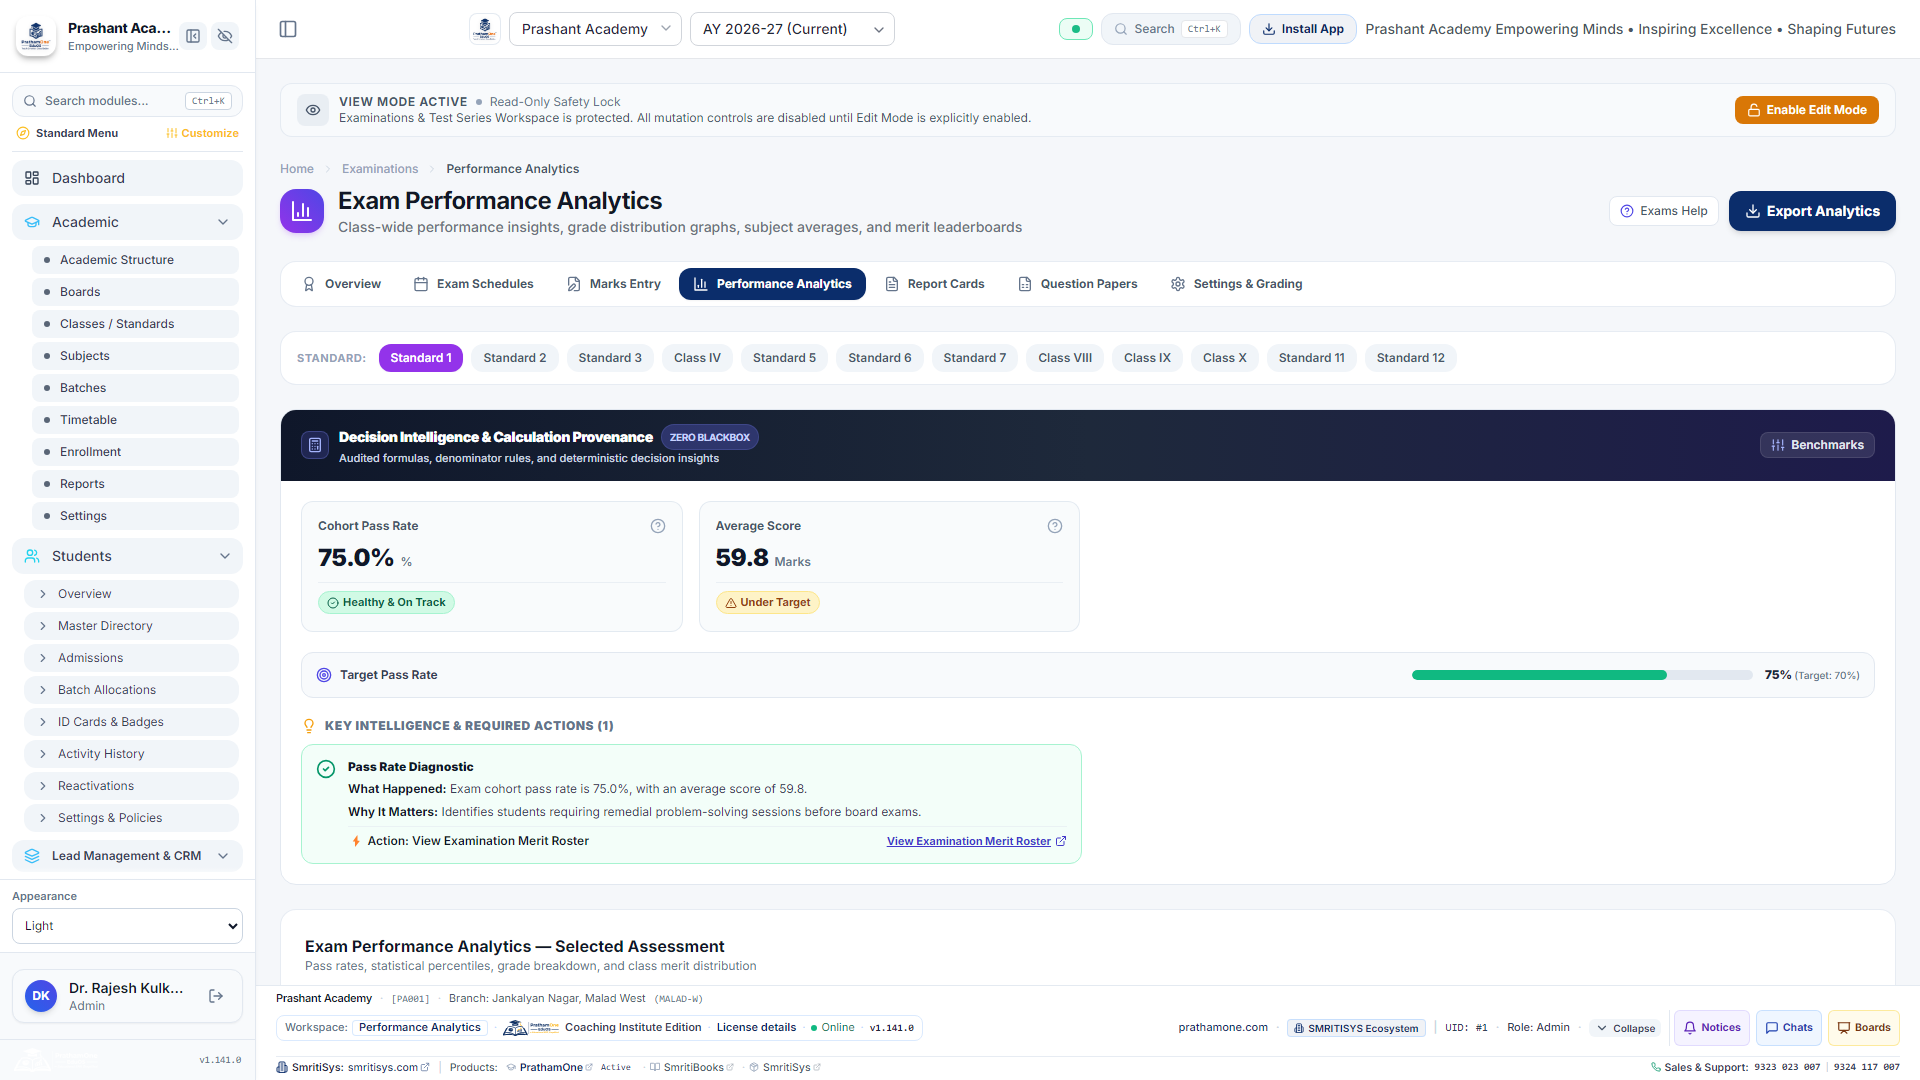 Prashant Aca...
Empowering Minds...
Search modules... Ctrl+K
Standard Menu Customize
Dashboard
Academic
Academic Structure
Boards
Classes / Standards
Subjects
Batches
Timetable
Enrollment
Reports
Settings
Students
Overview
Master Directory
Admissions
Batch Allocations
ID Cards & Badges
Activity History
Reactivations
Settings & Policies
Lead Management & CRM
Appearance
Light
DK Dr. Rajesh Kulk...
Admin
v1.141.0
Prashant Academy AY 2026-27 (Current) Search Ctrl+K Install App Prashant Academy Empowering Minds • Inspiring Excellence • Shaping Futures
VIEW MODE ACTIVE Read-Only Safety Lock
Examinations & Test Series Workspace is protected. All mutation controls are disabled until Edit Mode is explicitly enabled.
Enable Edit Mode
Home Examinations Performance Analytics
Exam Performance Analytics
Class-wide performance insights, grade distribution graphs, subject averages, and merit leaderboards
Exams Help Export Analytics
Overview Exam Schedules Marks Entry Performance Analytics Report Cards Question Papers Settings & Grading
STANDARD: Standard 1 Standard 2 Standard 3 Class IV Standard 5 Standard 6 Standard 7 Class VIII Class IX Class X Standard 11 Standard 12
Decision Intelligence & Calculation Provenance ZERO BLACKBOX
Audited formulas, denominator rules, and deterministic decision insights
Benchmarks
Cohort Pass Rate
75.0% %
Healthy & On Track
Average Score
59.8 Marks
Under Target
Target Pass Rate 75% (Target: 70%)
KEY INTELLIGENCE & REQUIRED ACTIONS (1)
Pass Rate Diagnostic
What Happened: Exam cohort pass rate is 75.0%, with an average score of 59.8.
Why It Matters: Identifies students requiring remedial problem-solving sessions before board exams.
Action: View Examination Merit Roster View Examination Merit Roster
Exam Performance Analytics — Selected Assessment
Pass rates, statistical percentiles, grade breakdown, and class merit distribution
Prashant Academy · [PA001] · Branch: Jankalyan Nagar, Malad West (MALAD-W)
Workspace: Performance Analytics · Coaching Institute Edition · License details · Online · v1.141.0
prathamone.com · SMRITISYS Ecosystem UID: #1 · Role: Admin · Collapse Notices Chats Boards
SmritiSys: smritisys.com Products: PrathamOne Active · SmritiBooks · SmritiSys
Sales & Support: 9323 023 007 | 9324 117 007